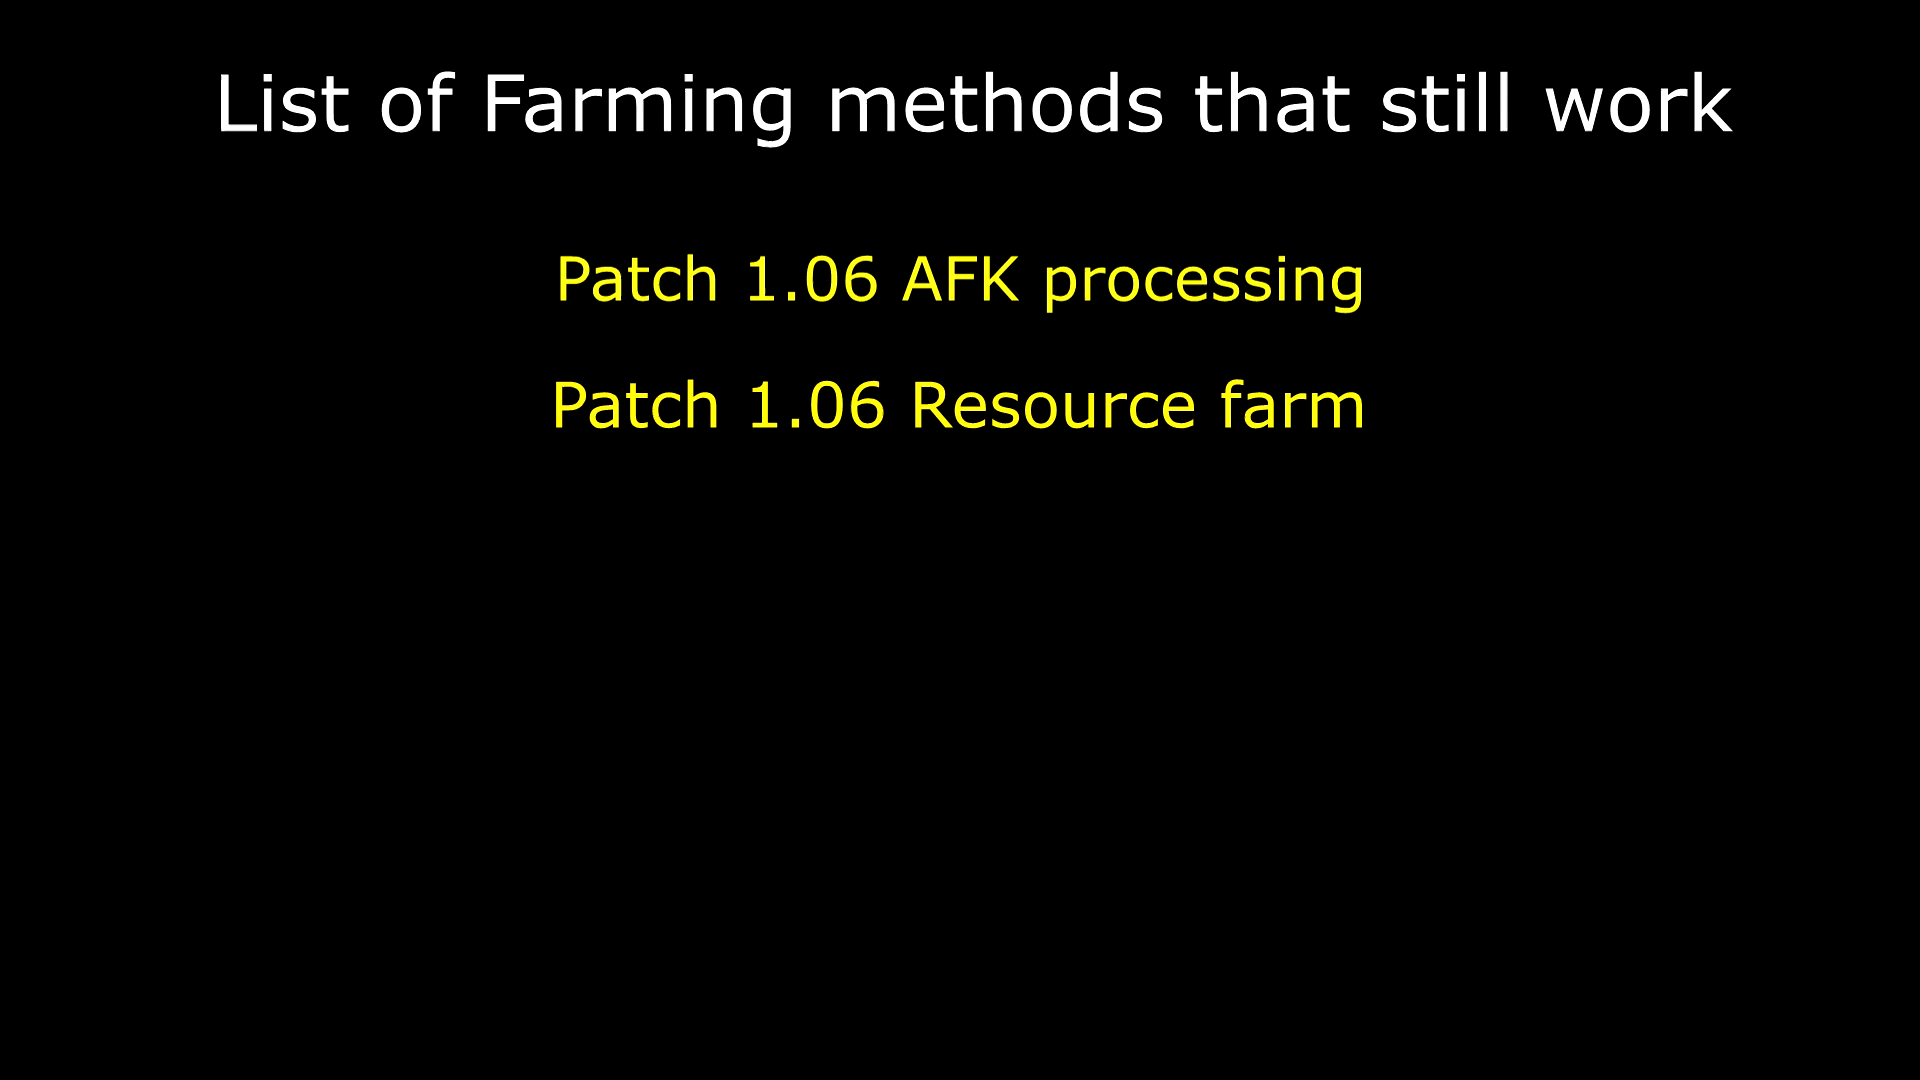 List of Farming methods that still work
Patch 1.06 AFK processing
Patch 1.06 Resource farm